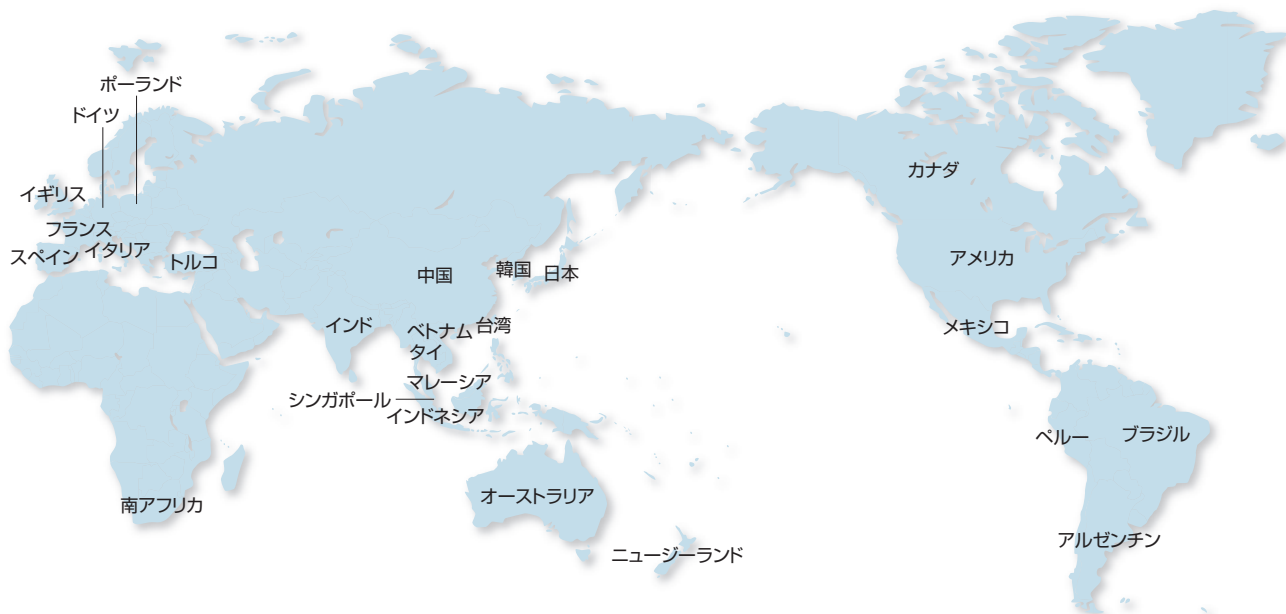 ポーランド
ドイツ
イギリス
フランス
スペイン
イタリア
トルコ
中国
韓国
日本
インド
ベトナム
台湾
タイ
マレーシア
シンガポール
インドネシア
南アフリカ
オーストラリア
ニュージーランド
カナダ
アメリカ
メキシコ
ペルー
ブラジル
アルゼンチン